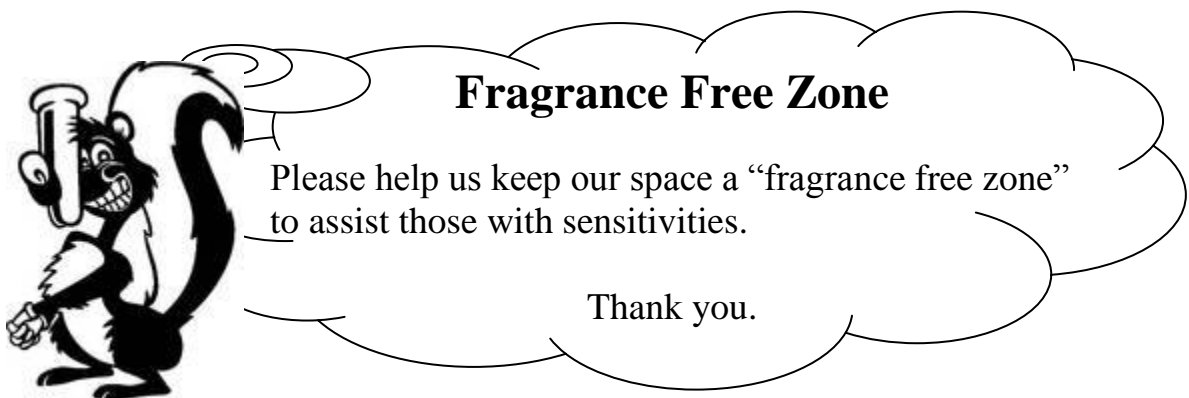 Fragrance Free Zone
Please help us keep our space a “fragrance free zone”
to assist those with sensitivities.
Thank you.